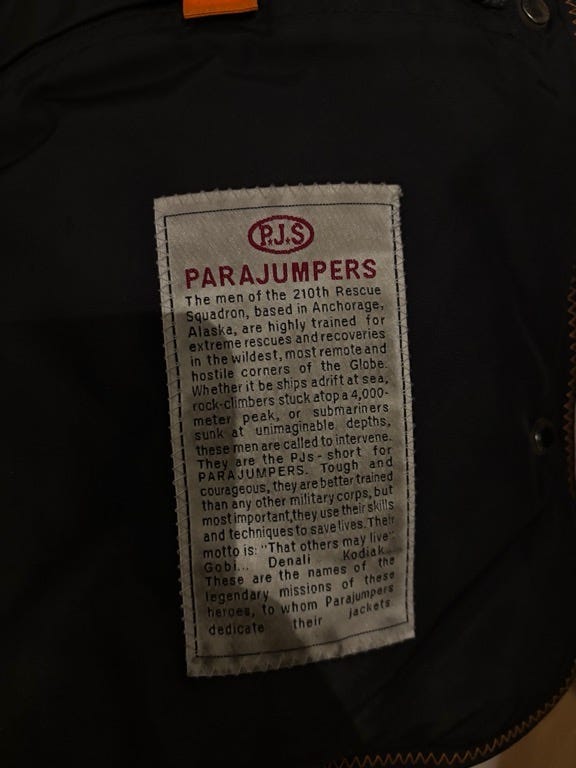 P.J.S
PARAJUMPERS
The men of the 210th Rescue
Squadron, based in Anchorage,
Alaska, are highly trained for
extreme rescues and recoveries
in the wildest, most remote and
hostile corners of the Globe.
Whether it be ships adrift at sea,
rock-climbers stuck atop a 4,000-
meter peak, or submariners
sunk at unimaginable depths,
these men are called to intervene.
They are the PJs - short for
PARAJUMPERS. Tough and
courageous, they are better trained
than any other military corps, but
most important,they use their skills
and techniques to save lives. Their
motto is: "That others may live"
Gobi... Denali Kodiak...
These are the names of the
legendary missions of these
heroes, to whom Parajumpers
dedicate their jackets